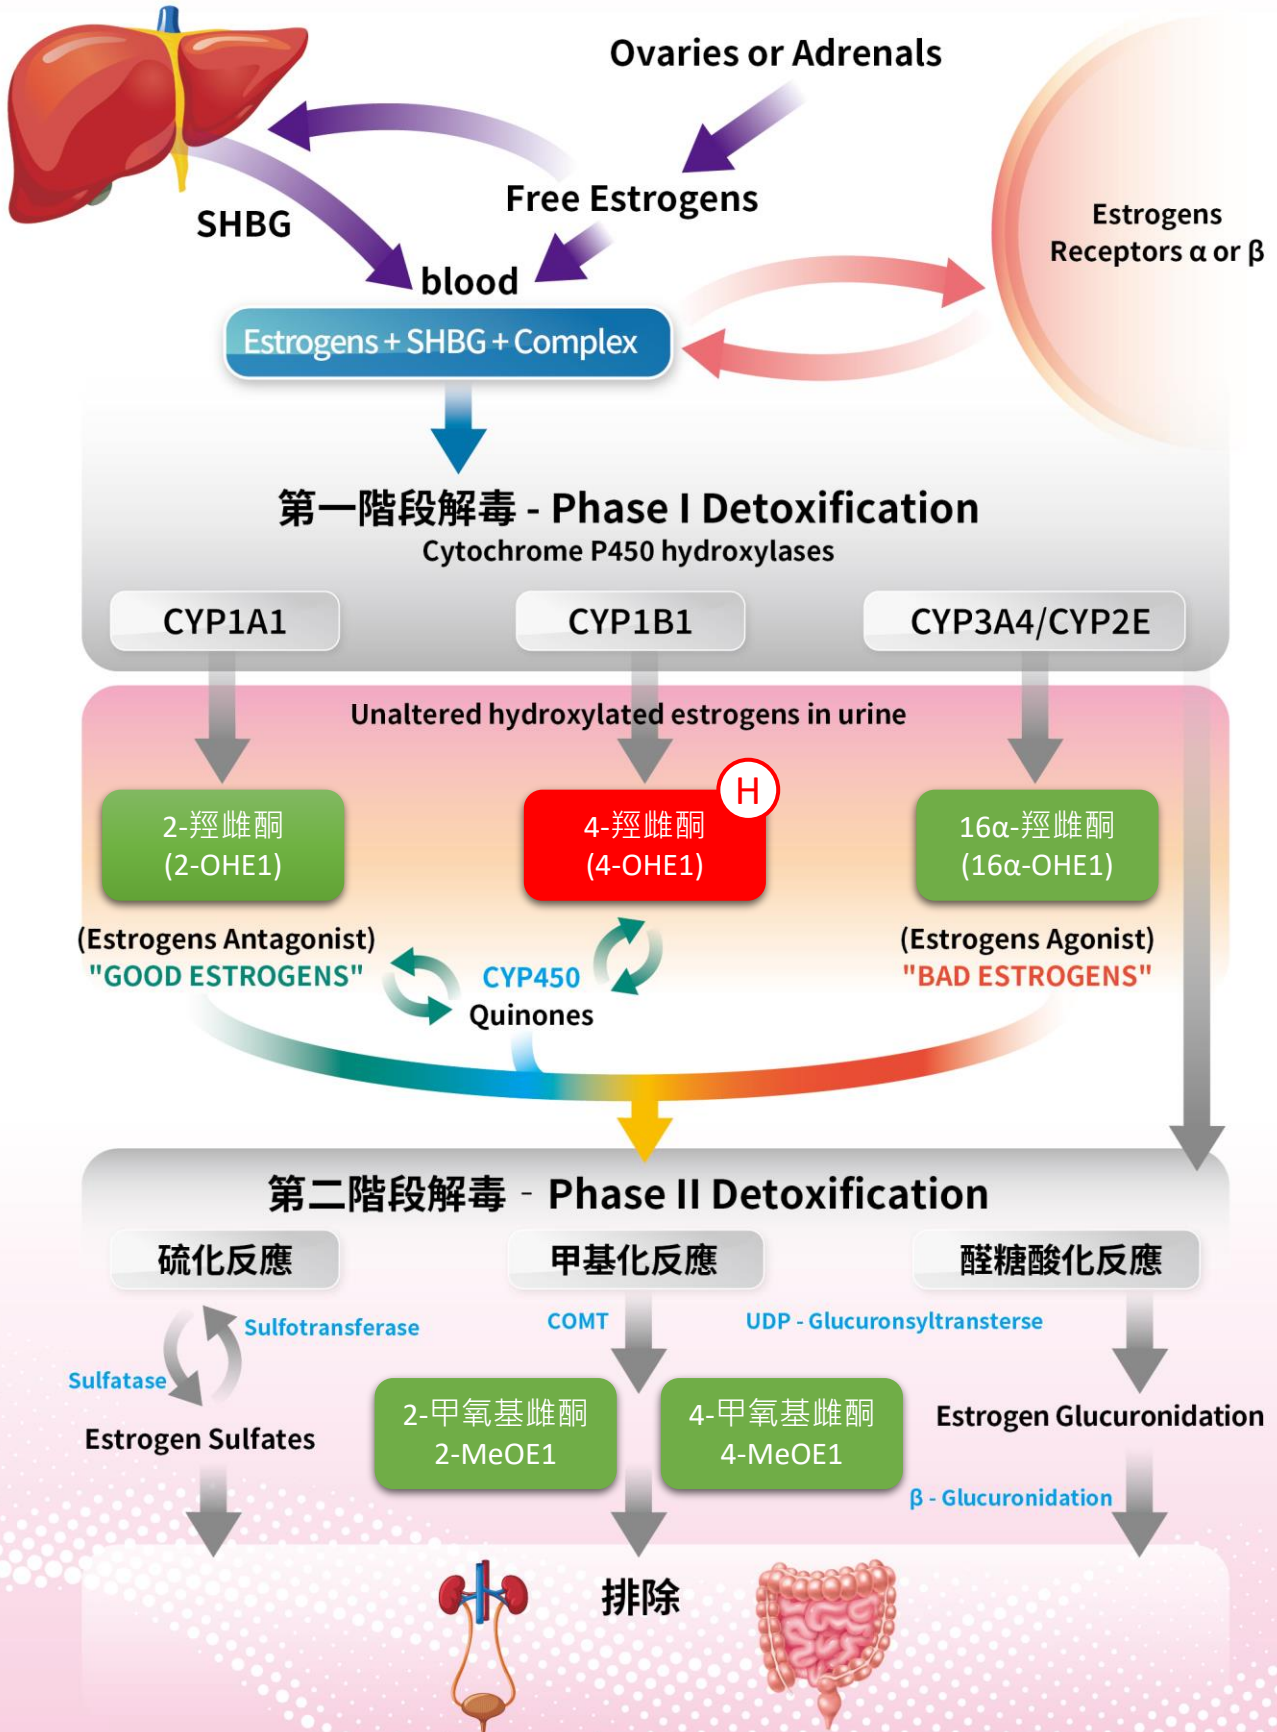 Ovaries or Adrenals
Free Estrogens
SHBG
Estrogens
Receptors α or β
blood
Estrogens + SHBG + Complex
第一階段解毒 - Phase I Detoxification
Cytochrome P450 hydroxylases
CYP1A1
CYP1B1
CYP3A4/CYP2E
Unaltered hydroxylated estrogens in urine
H
2-羥雌酮
(2-OHE1)
4-羥雌酮
(4-OHE1)
16α-羥雌酮
(16α-OHE1)
(Estrogens Antagonist)
"GOOD ESTROGENS"
CYP450
Quinones
(Estrogens Agonist)
"BAD ESTROGENS"
第二階段解毒 - Phase II Detoxification
硫化反應
甲基化反應
醛糖酸化反應
Sulfotransferase
Sulfatase
Estrogen Sulfates
COMT
2-甲氧基雌酮
2-MeOE1
4-甲氧基雌酮
4-MeOE1
UDP - Glucuronsyltransterse
Estrogen Glucuronidation
β - Glucuronidation
排除